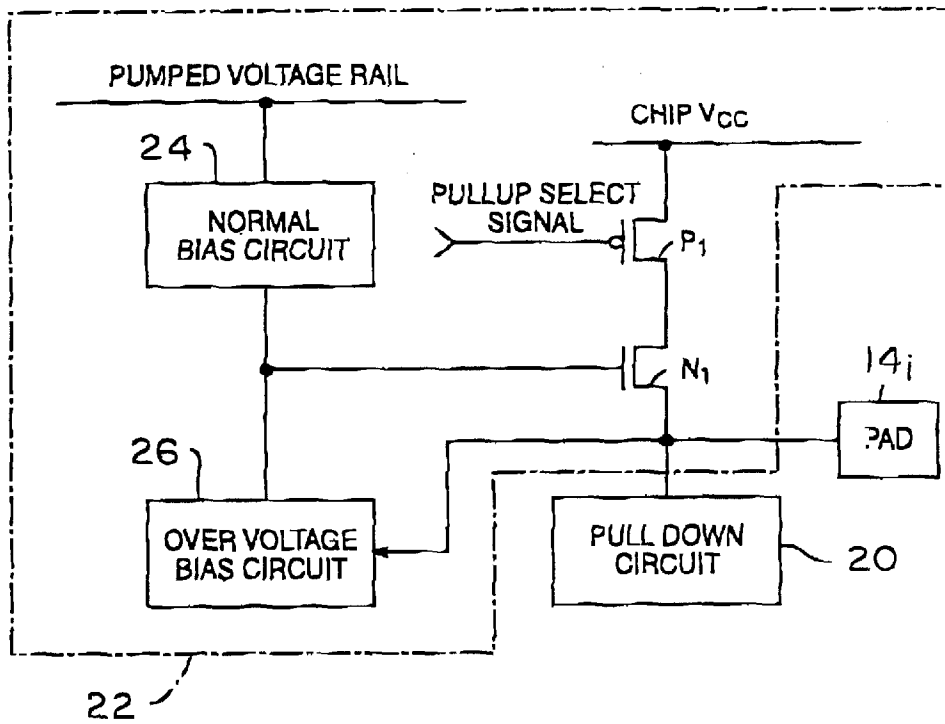 PUMPED VOLTAGE RAIL
CHIP VCC
24
NORMAL
BIAS CIRCUIT
PULLUP SELECT
SIGNAL
P1
N1
14i
PAD
26
OVER VOLTAGE
BIAS CIRCUIT
PULL DOWN
CIRCUIT
20
22